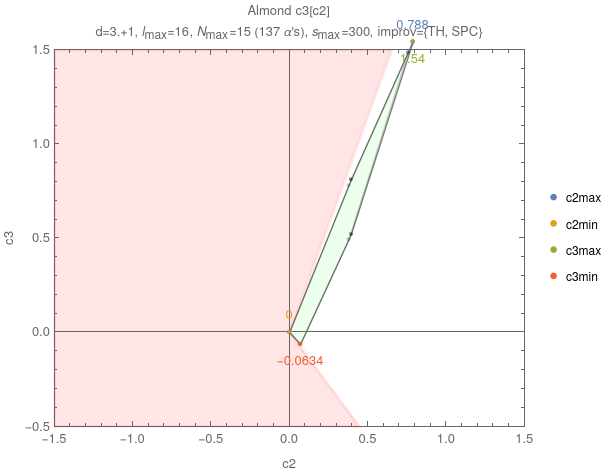 Almond c3[c2]
d=3.+1, lmax=16, Nmax=15 (137 α's), smax=300, improv={TH, SPC}
0.788
1.54
0
−0.0634
1.5
1.0
0.5
0.0
−0.5
c3
−1.5 −1.0 −0.5 0.0 0.5 1.0 1.5
c2
c2max
c2min
c3max
c3min